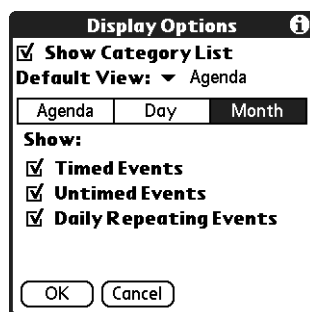 Display Options
Show Category List
Default View: Agenda
Agenda Day Month
Show:
Timed Events
Untimed Events
Daily Repeating Events
OK Cancel